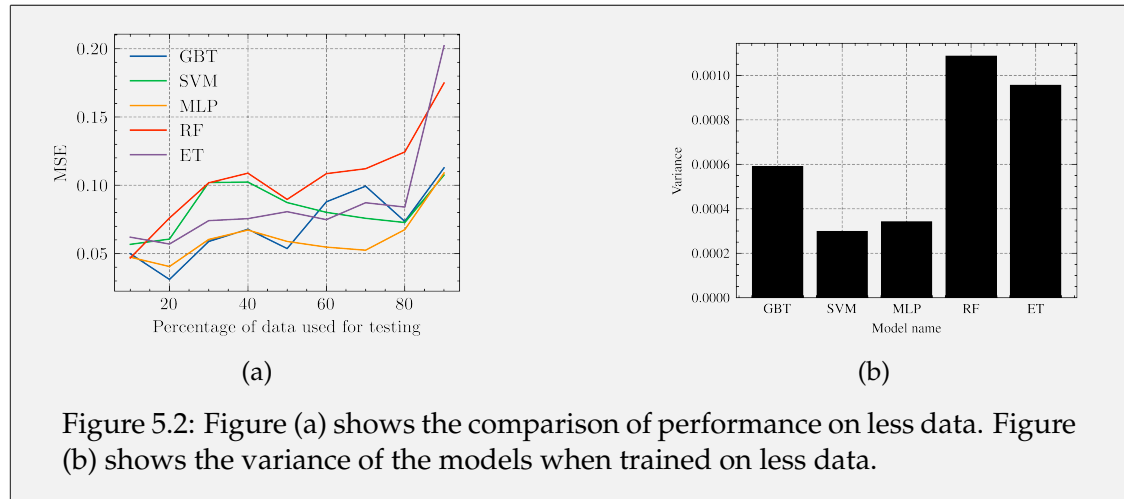 0.20
0.15
0.10
0.05
MSE
GBT
SVM
MLP
RF
ET
20
40
60
80
Percentage of data used for testing
(a)
0.0010
0.0008
0.0006
0.0004
0.0002
0.0000
Variance
GBT
SVM
MLP
RF
ET
Model name
(b)
Figure 5.2: Figure (a) shows the comparison of performance on less data. Figure
(b) shows the variance of the models when trained on less data.